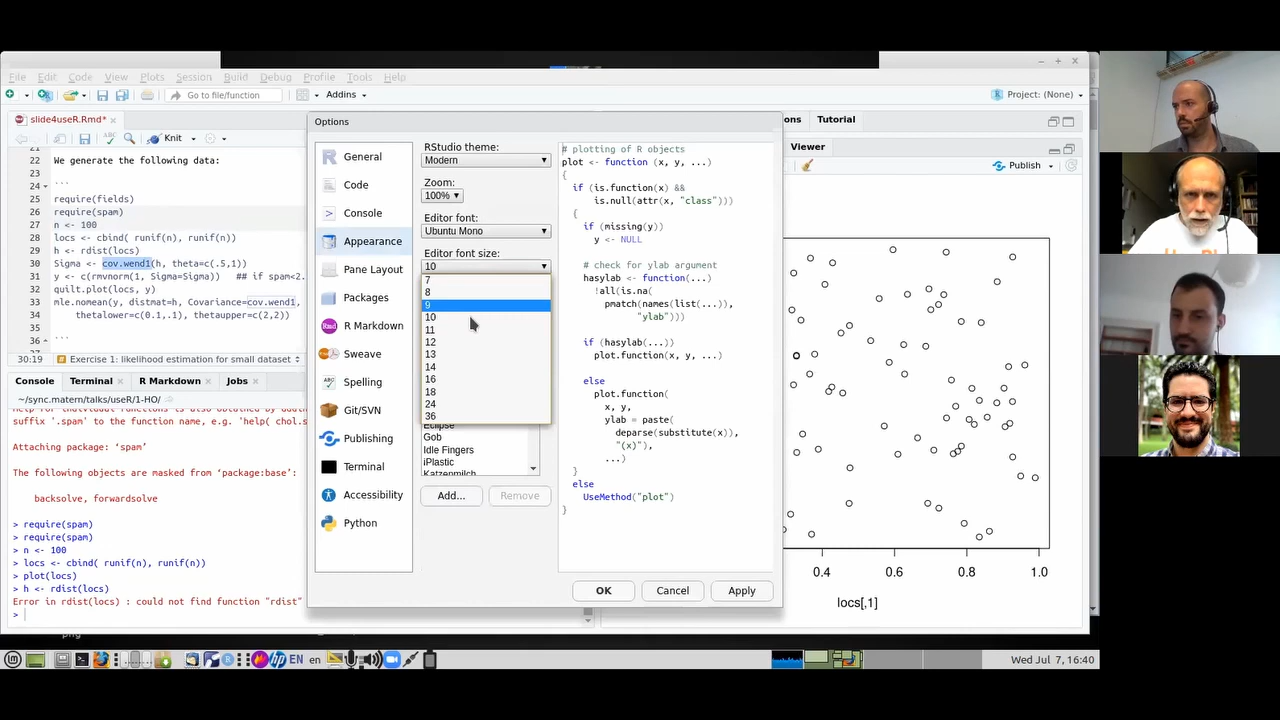 File Edit Code View Plots Session Build Debug Profile Tools Help
Go to file/function
Addins
Project: (None)
slide4useR.Rmd*
Knit
22 We generate the following data:
23
24 ```
25 require(fields)
26 require(spam)
27 n <- 100
28 locs <- cbind( runif(n), runif(n))
29 h <- rdist(locs)
30 Sigma <- cov.wend1(h, theta=c(.5,1))
31 y <- c(rmvnorm(1, Sigma=Sigma)) ## if spam<2.
32 quilt.plot(locs, y)
33 mle.nomean(y, distmat=h, Covariance=cov.wend1,
34 thetalower=c(0.1,.1), thetaupper=c(2,2))
35
36 ```
30:19 Exercise 1: likelihood estimation for small dataset
Console Terminal R Markdown Jobs
~/sync.matern/talks/useR/1-HO/
suffix '.spam' to the function name, e.g. 'help( chol.s
Attaching package: ‘spam’
The following objects are masked from ‘package:base’:
backsolve, forwardsolve
> require(spam)
> require(spam)
> n <- 100
> locs <- cbind( runif(n), runif(n))
> plot(locs)
> h <- rdist(locs)
Error in rdist(locs) : could not find function "rdist"
>
Options
General
Code
Console
Appearance
Pane Layout
Packages
R Markdown
Sweave
Spelling
Git/SVN
Publishing
Terminal
Accessibility
Python
RStudio theme:
Modern
Zoom:
100%
Editor font:
Ubuntu Mono
Editor font size:
10
7
8
9
10
11
12
13
14
16
18
24
36
Eclipse
Gob
Idle Fingers
iPlastic
Katzenmilch
Add... Remove
# plotting of R objects
plot <- function (x, y, ...)
{
if (is.function(x) &&
is.null(attr(x, "class")))
{
if (missing(y))
y <- NULL
# check for ylab argument
hasylab <- function(...)
!all(is.na(
pmatch(names(list(...)),
"ylab")))
if (hasylab(...))
plot.function(x, y, ...)
else
plot.function(
x, y,
ylab = paste(
deparse(substitute(x)),
"(x)"),
...)
}
else
UseMethod("plot")
}
OK Cancel Apply
ons Tutorial
Viewer
Publish
0.4 0.6 0.8 1.0
locs[,1]
png
EN en
Wed Jul 7, 16:40